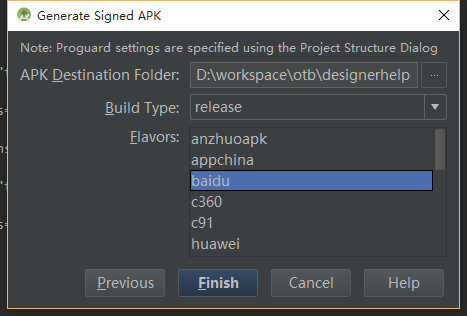 Generate Signed APK
Note: Proguard settings are specified using the Project Structure Dialog
APK Destination Folder: D:\workspace\otb\designerhelp ...
Build Type: release
Flavors:
anzhuoapk
appchina
baidu
c360
c91
huawei
Previous Finish Cancel Help